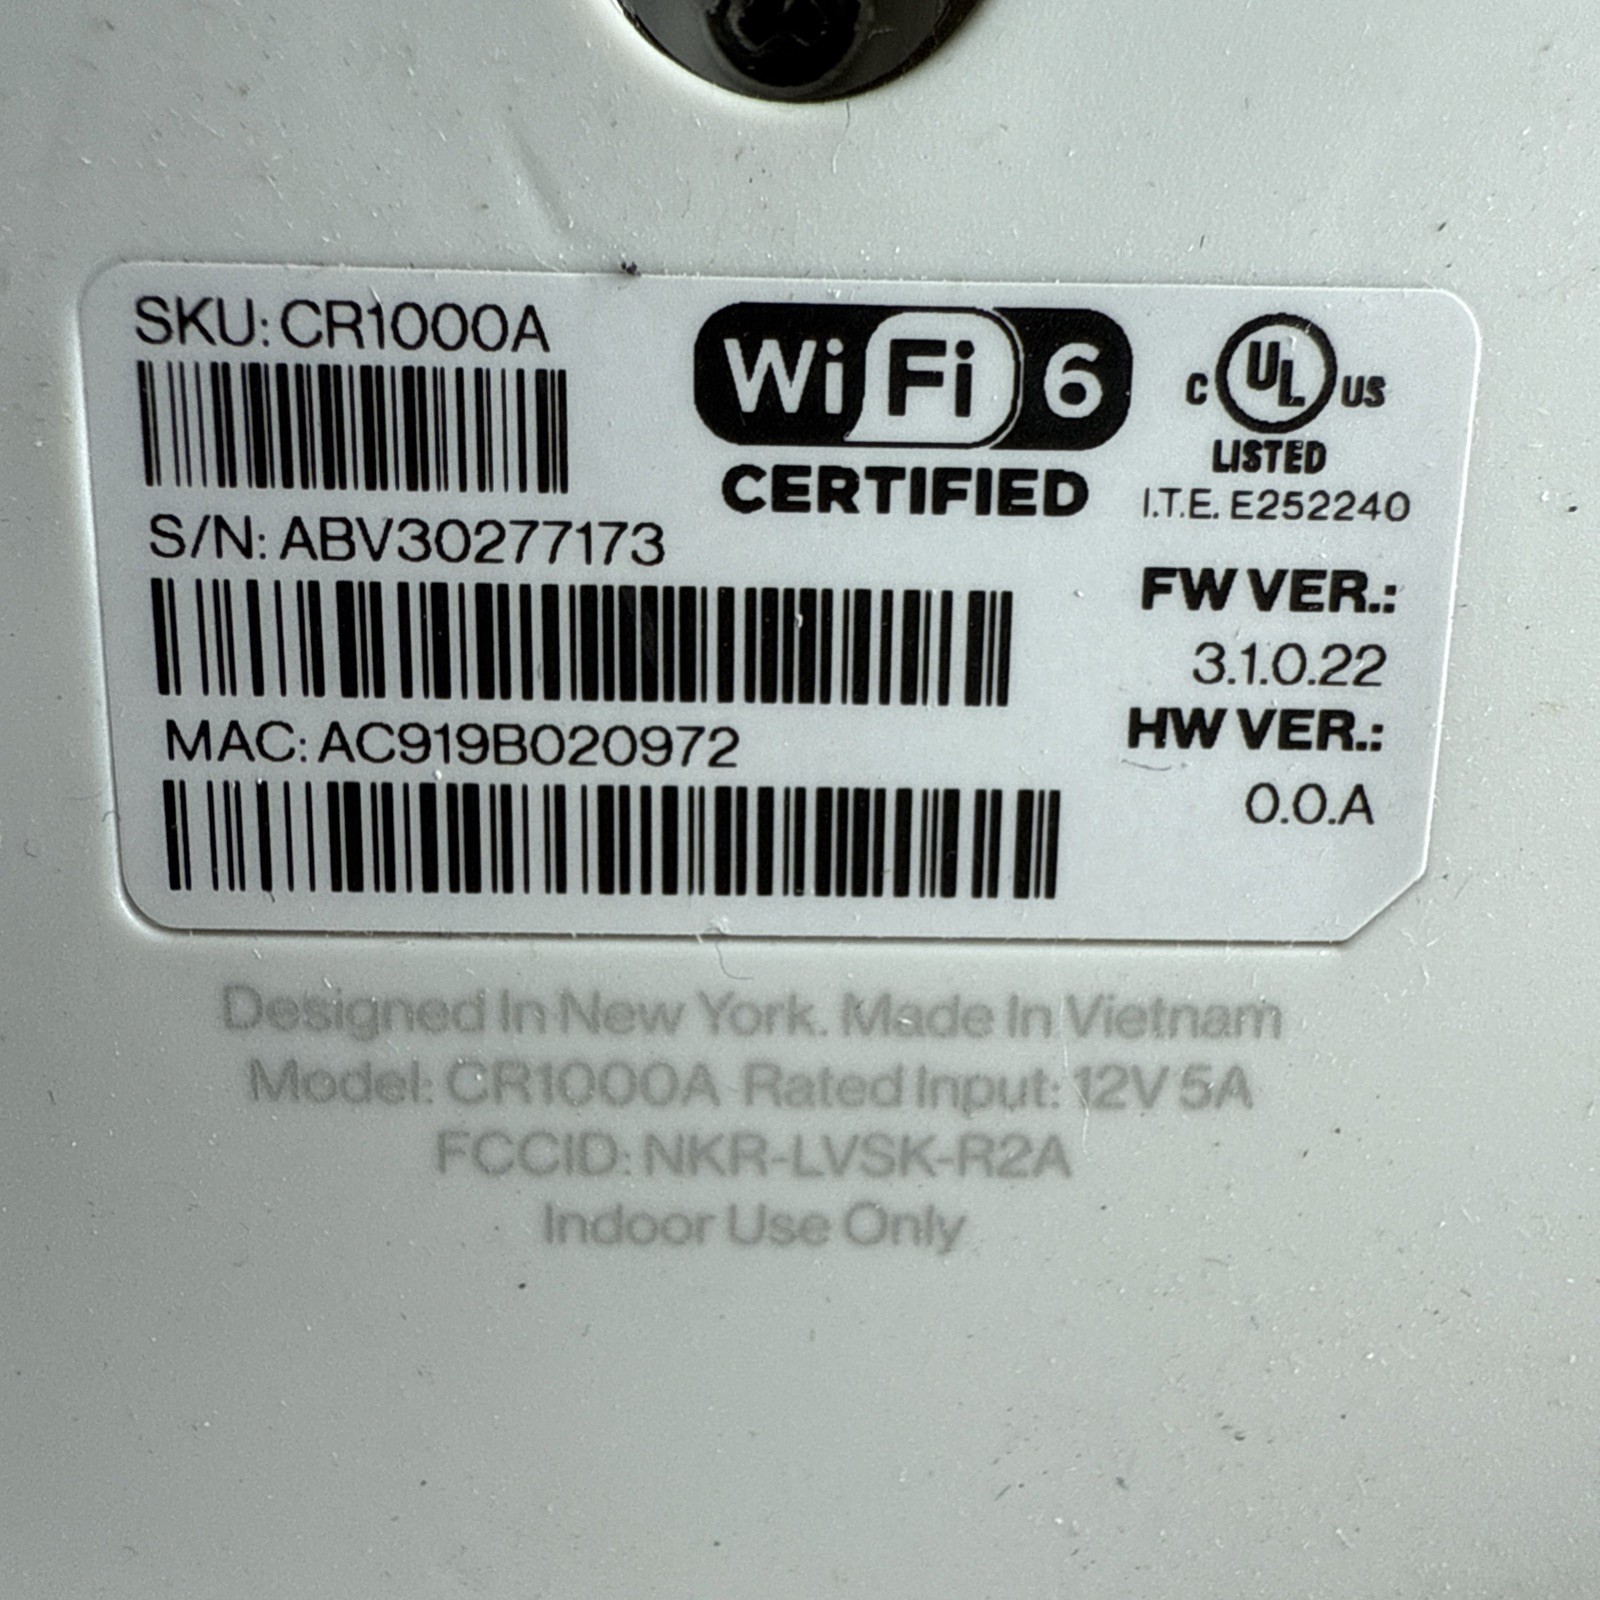 SKU: CR1000A
WiFi 6
CERTIFIED
C UL US
LISTED
I.T.E. E252240
S/N: ABV30277173
FW VER.:
3.1.0.22
MAC: AC919B020972
HW VER.:
0.0.A
Designed In New York. Made In Vietnam
Model: CR1000A Rated Input: 12V 5A
FCCID: NKR-LVSK-R2A
Indoor Use Only